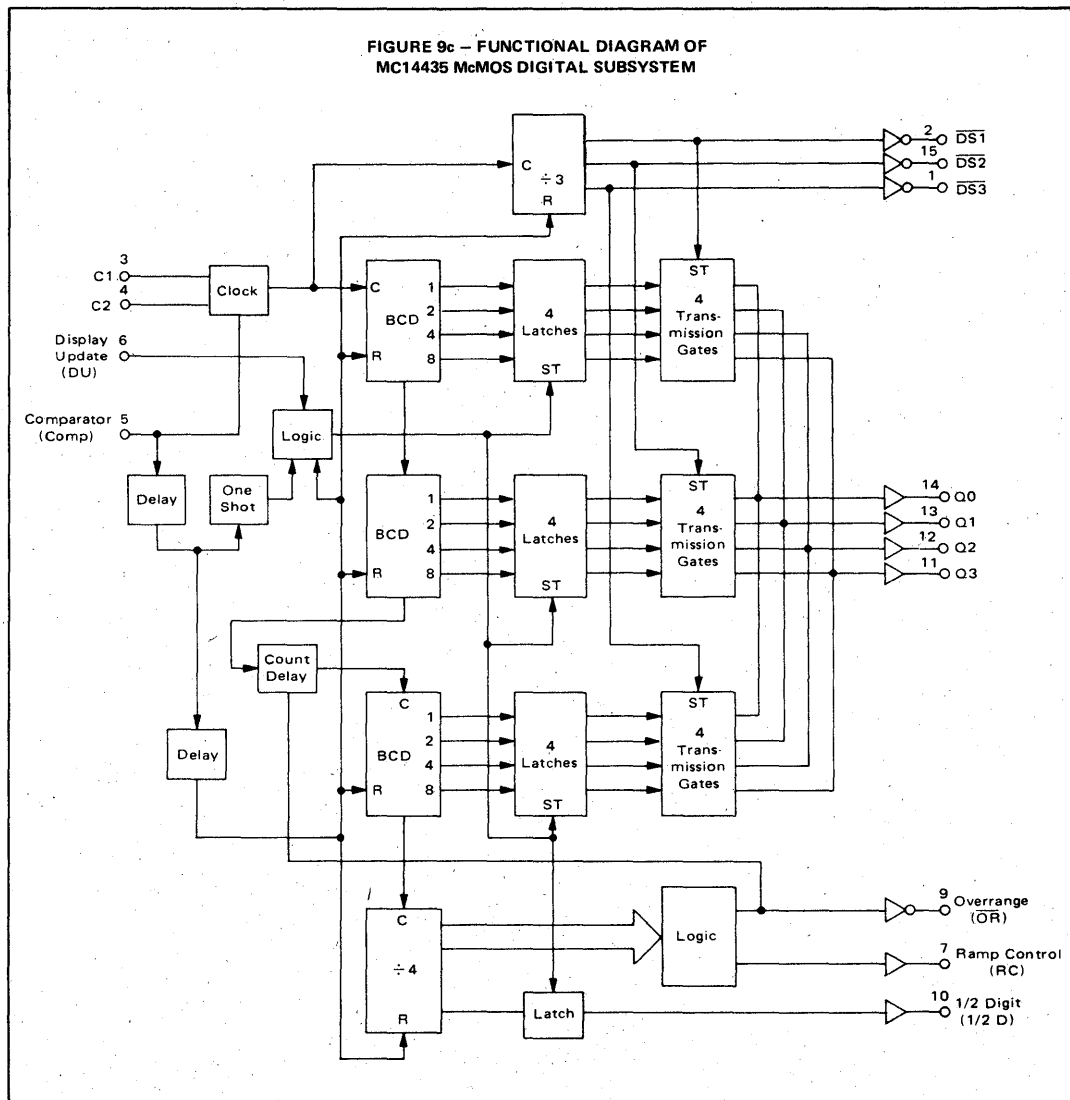 FIGURE 9c – FUNCTIONAL DIAGRAM OF
MC14435 McMOS DIGITAL SUBSYSTEM
C
÷3
R
2
DS1
15
DS2
1
DS3
3
C1
4
C2
Clock
Display
Update
(DU)
6
Comparator
(Comp)
5
Delay
One
Shot
Logic
Delay
C
BCD
R
1
2
4
8
4
Latches
ST
ST
4
Trans-
mission
Gates
BCD
R
1
2
4
8
4
Latches
ST
ST
4
Trans-
mission
Gates
14
Q0
13
Q1
12
Q2
11
Q3
Count
Delay
C
BCD
R
1
2
4
8
4
Latches
ST
ST
4
Trans-
mission
Gates
C
÷4
R
Logic
Latch
9
Overrange
(OR)
7
Ramp Control
(RC)
10
1/2 Digit
(1/2 D)